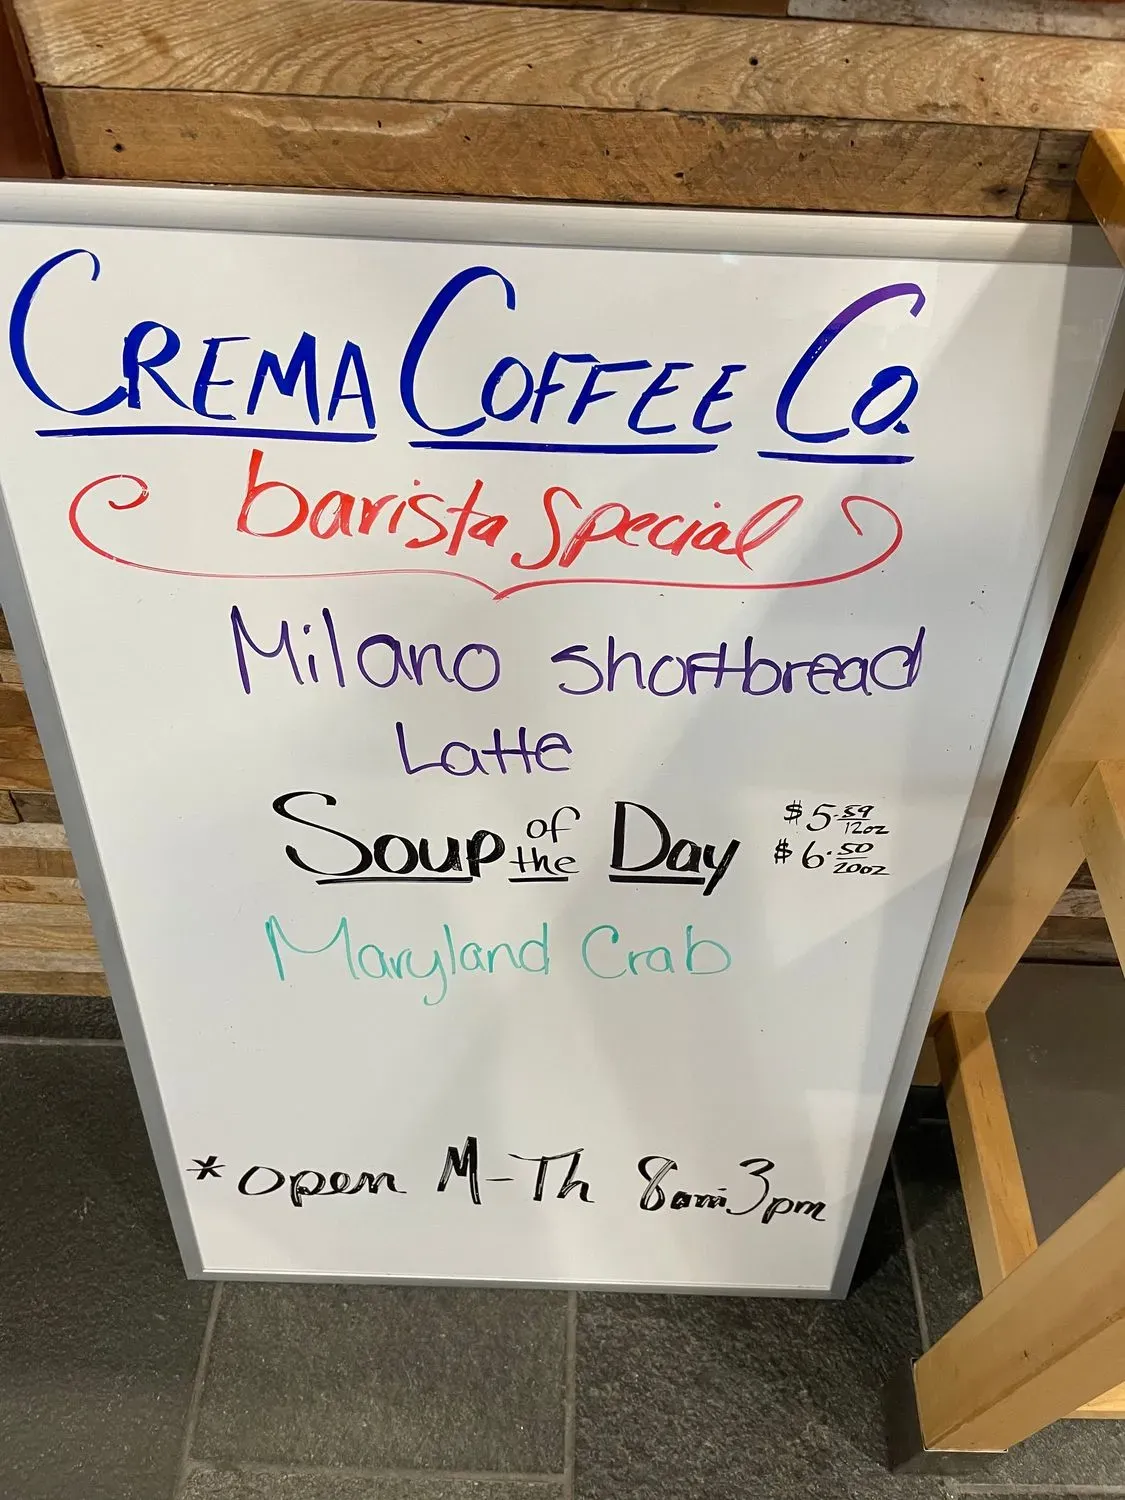 CREMA COFFEE CO.
barista Special
Milano shortbread
Latte
Soup of the Day
$5.59 12oz
$6.50 20oz
Maryland Crab
*open M-Th 8am-3pm